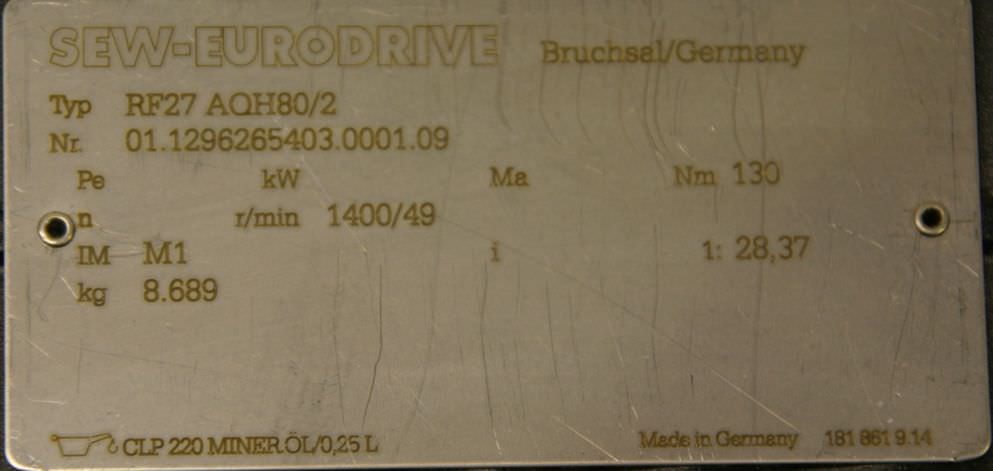 SEW-EURODRIVE Bruchsal/Germany
Typ RF27 AQH80/2
Nr. 01.1296265403.0001.09
Pe kW Ma Nm 130
n r/min 1400/49
IM M1 i 1: 28,37
kg 8.689
CLP 220 MINER.ÖL/0,25 L Made in Germany 181 861 9.14